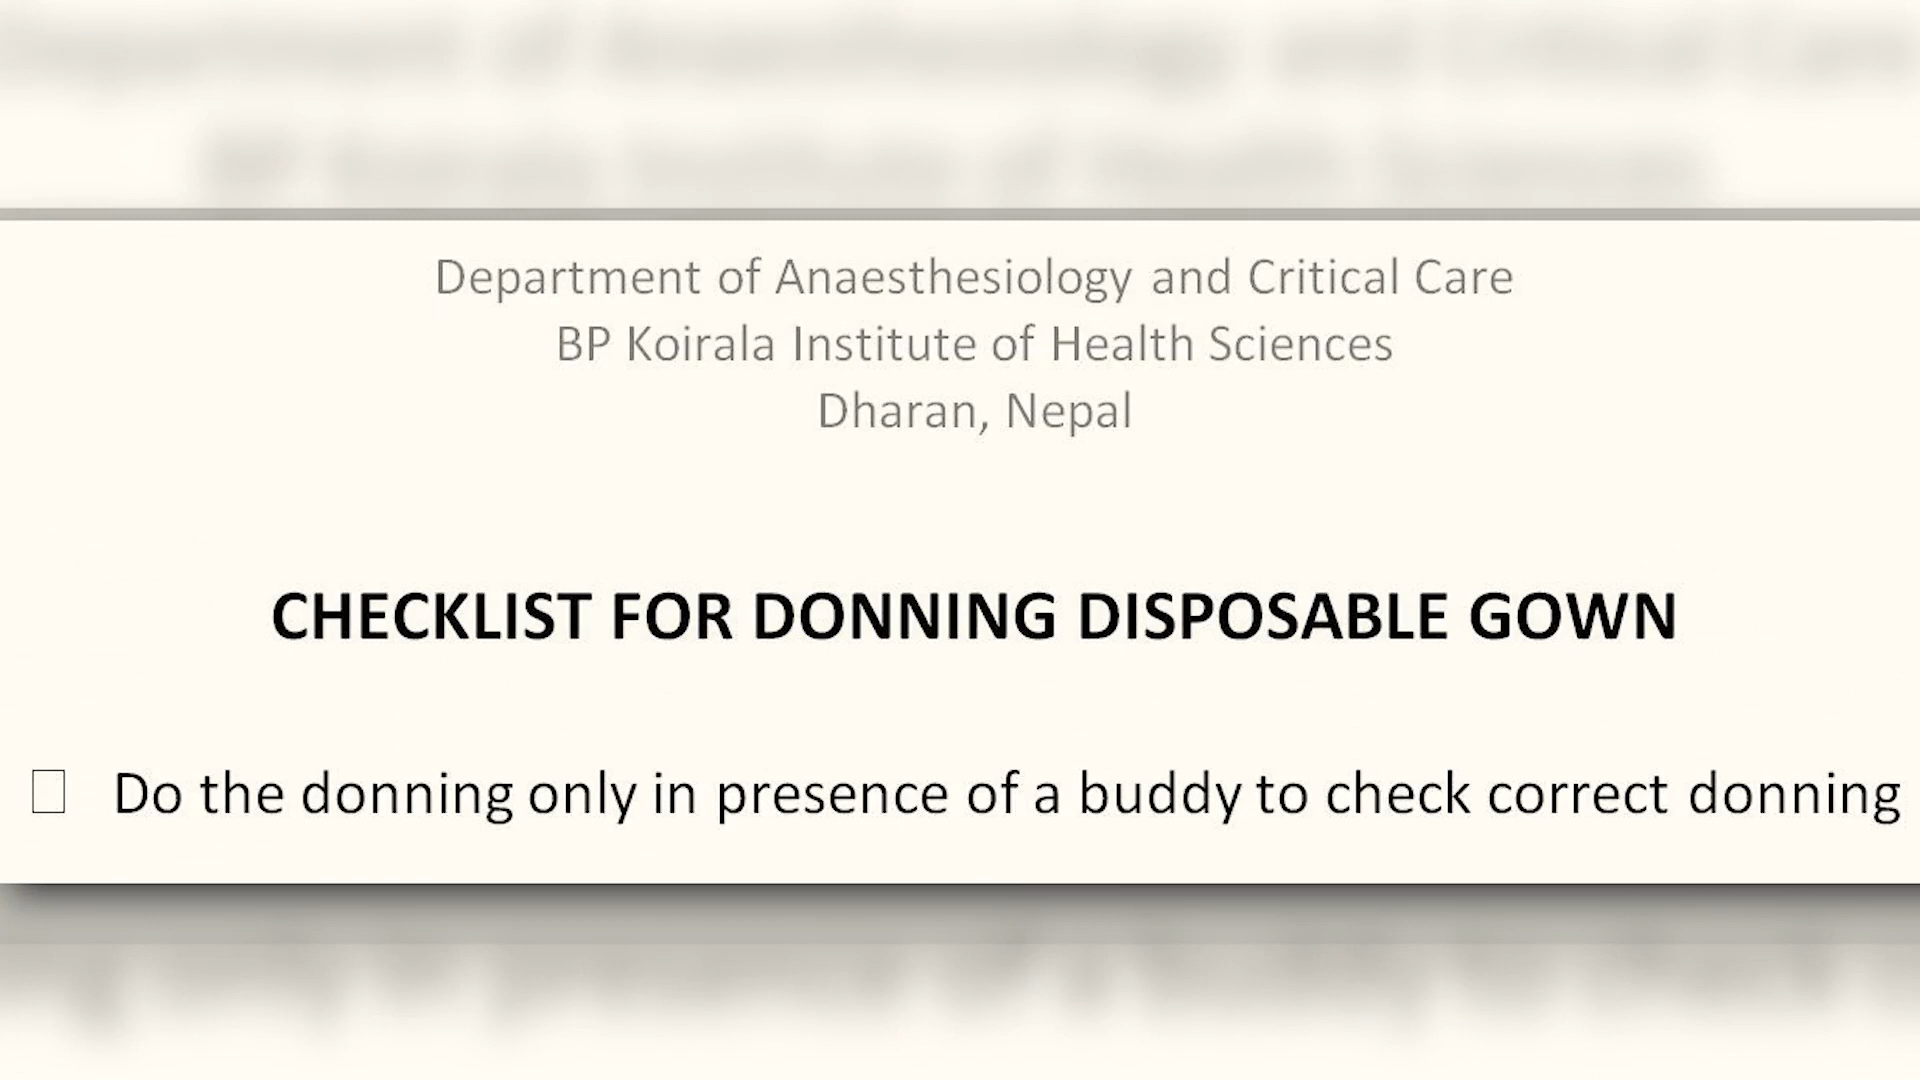 Department of Anaesthesiology and Critical Care
BP Koirala Institute of Health Sciences
Dharan, Nepal
CHECKLIST FOR DONNING DISPOSABLE GOWN
☐ Do the donning only in presence of a buddy to check correct donning